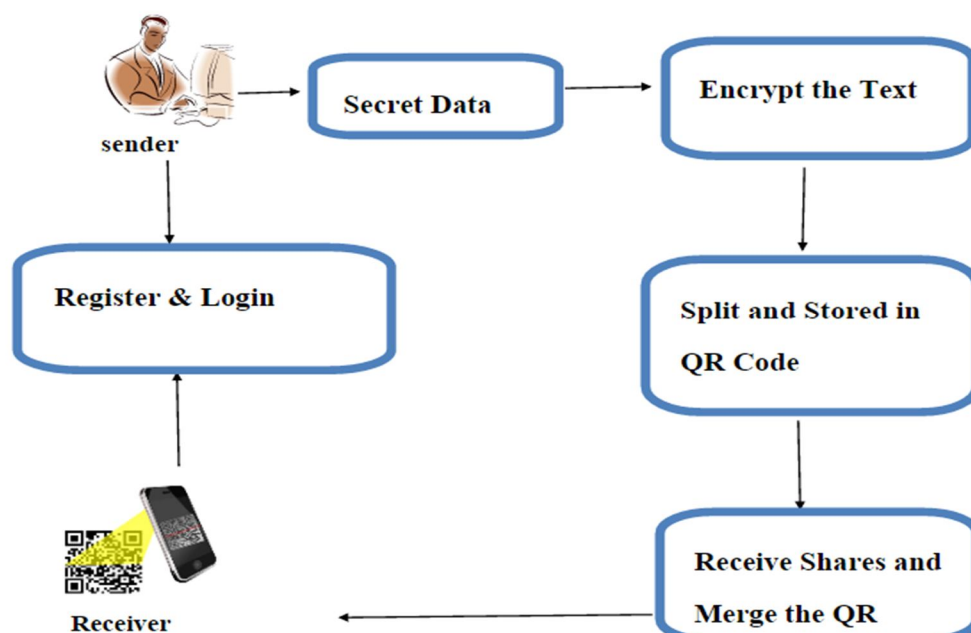 sender
Secret Data
Encrypt the Text
Register & Login
Split and Stored in
QR Code
Receive Shares and
Merge the QR
Receiver